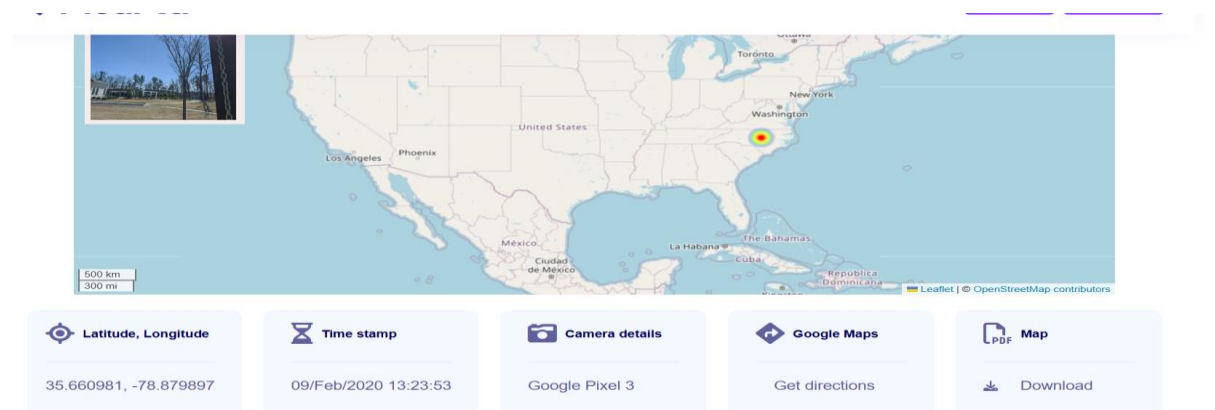 Toronto
New York
Washington
United States
Los Angeles
Phoenix
México
La Habana
The Bahamas
Cuba
Ciudad
de México
República
Dominicana
500 km
300 mi
Leaflet | © OpenStreetMap contributors
Latitude, Longitude
Time stamp
Camera details
Google Maps
PDF
Map
35.660981, -78.879897
09/Feb/2020 13:23:53
Google Pixel 3
Get directions
Download